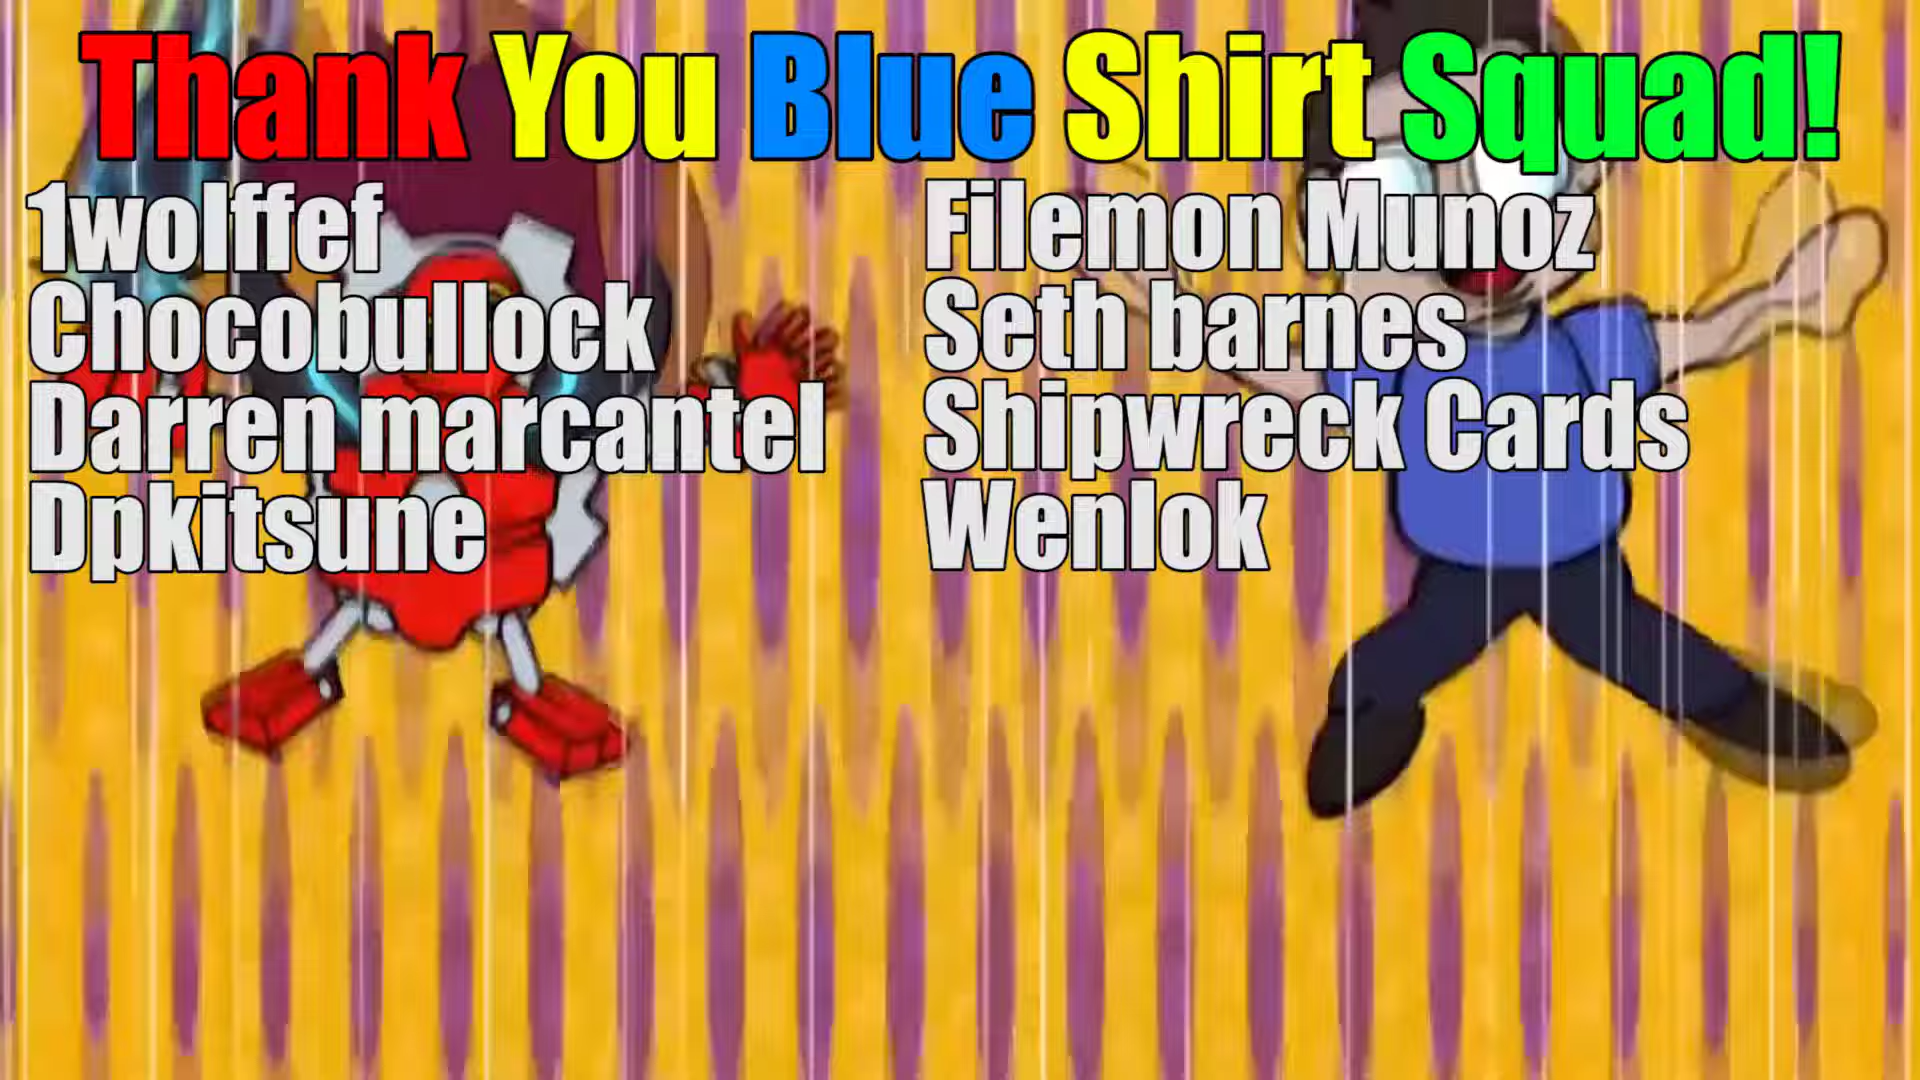 Thank You Blue Shirt Squad!
1wolffef
Chocobullock
Darren marcantel
Dpkitsune
Filemon Munoz
Seth barnes
Shipwreck Cards
Wenlok